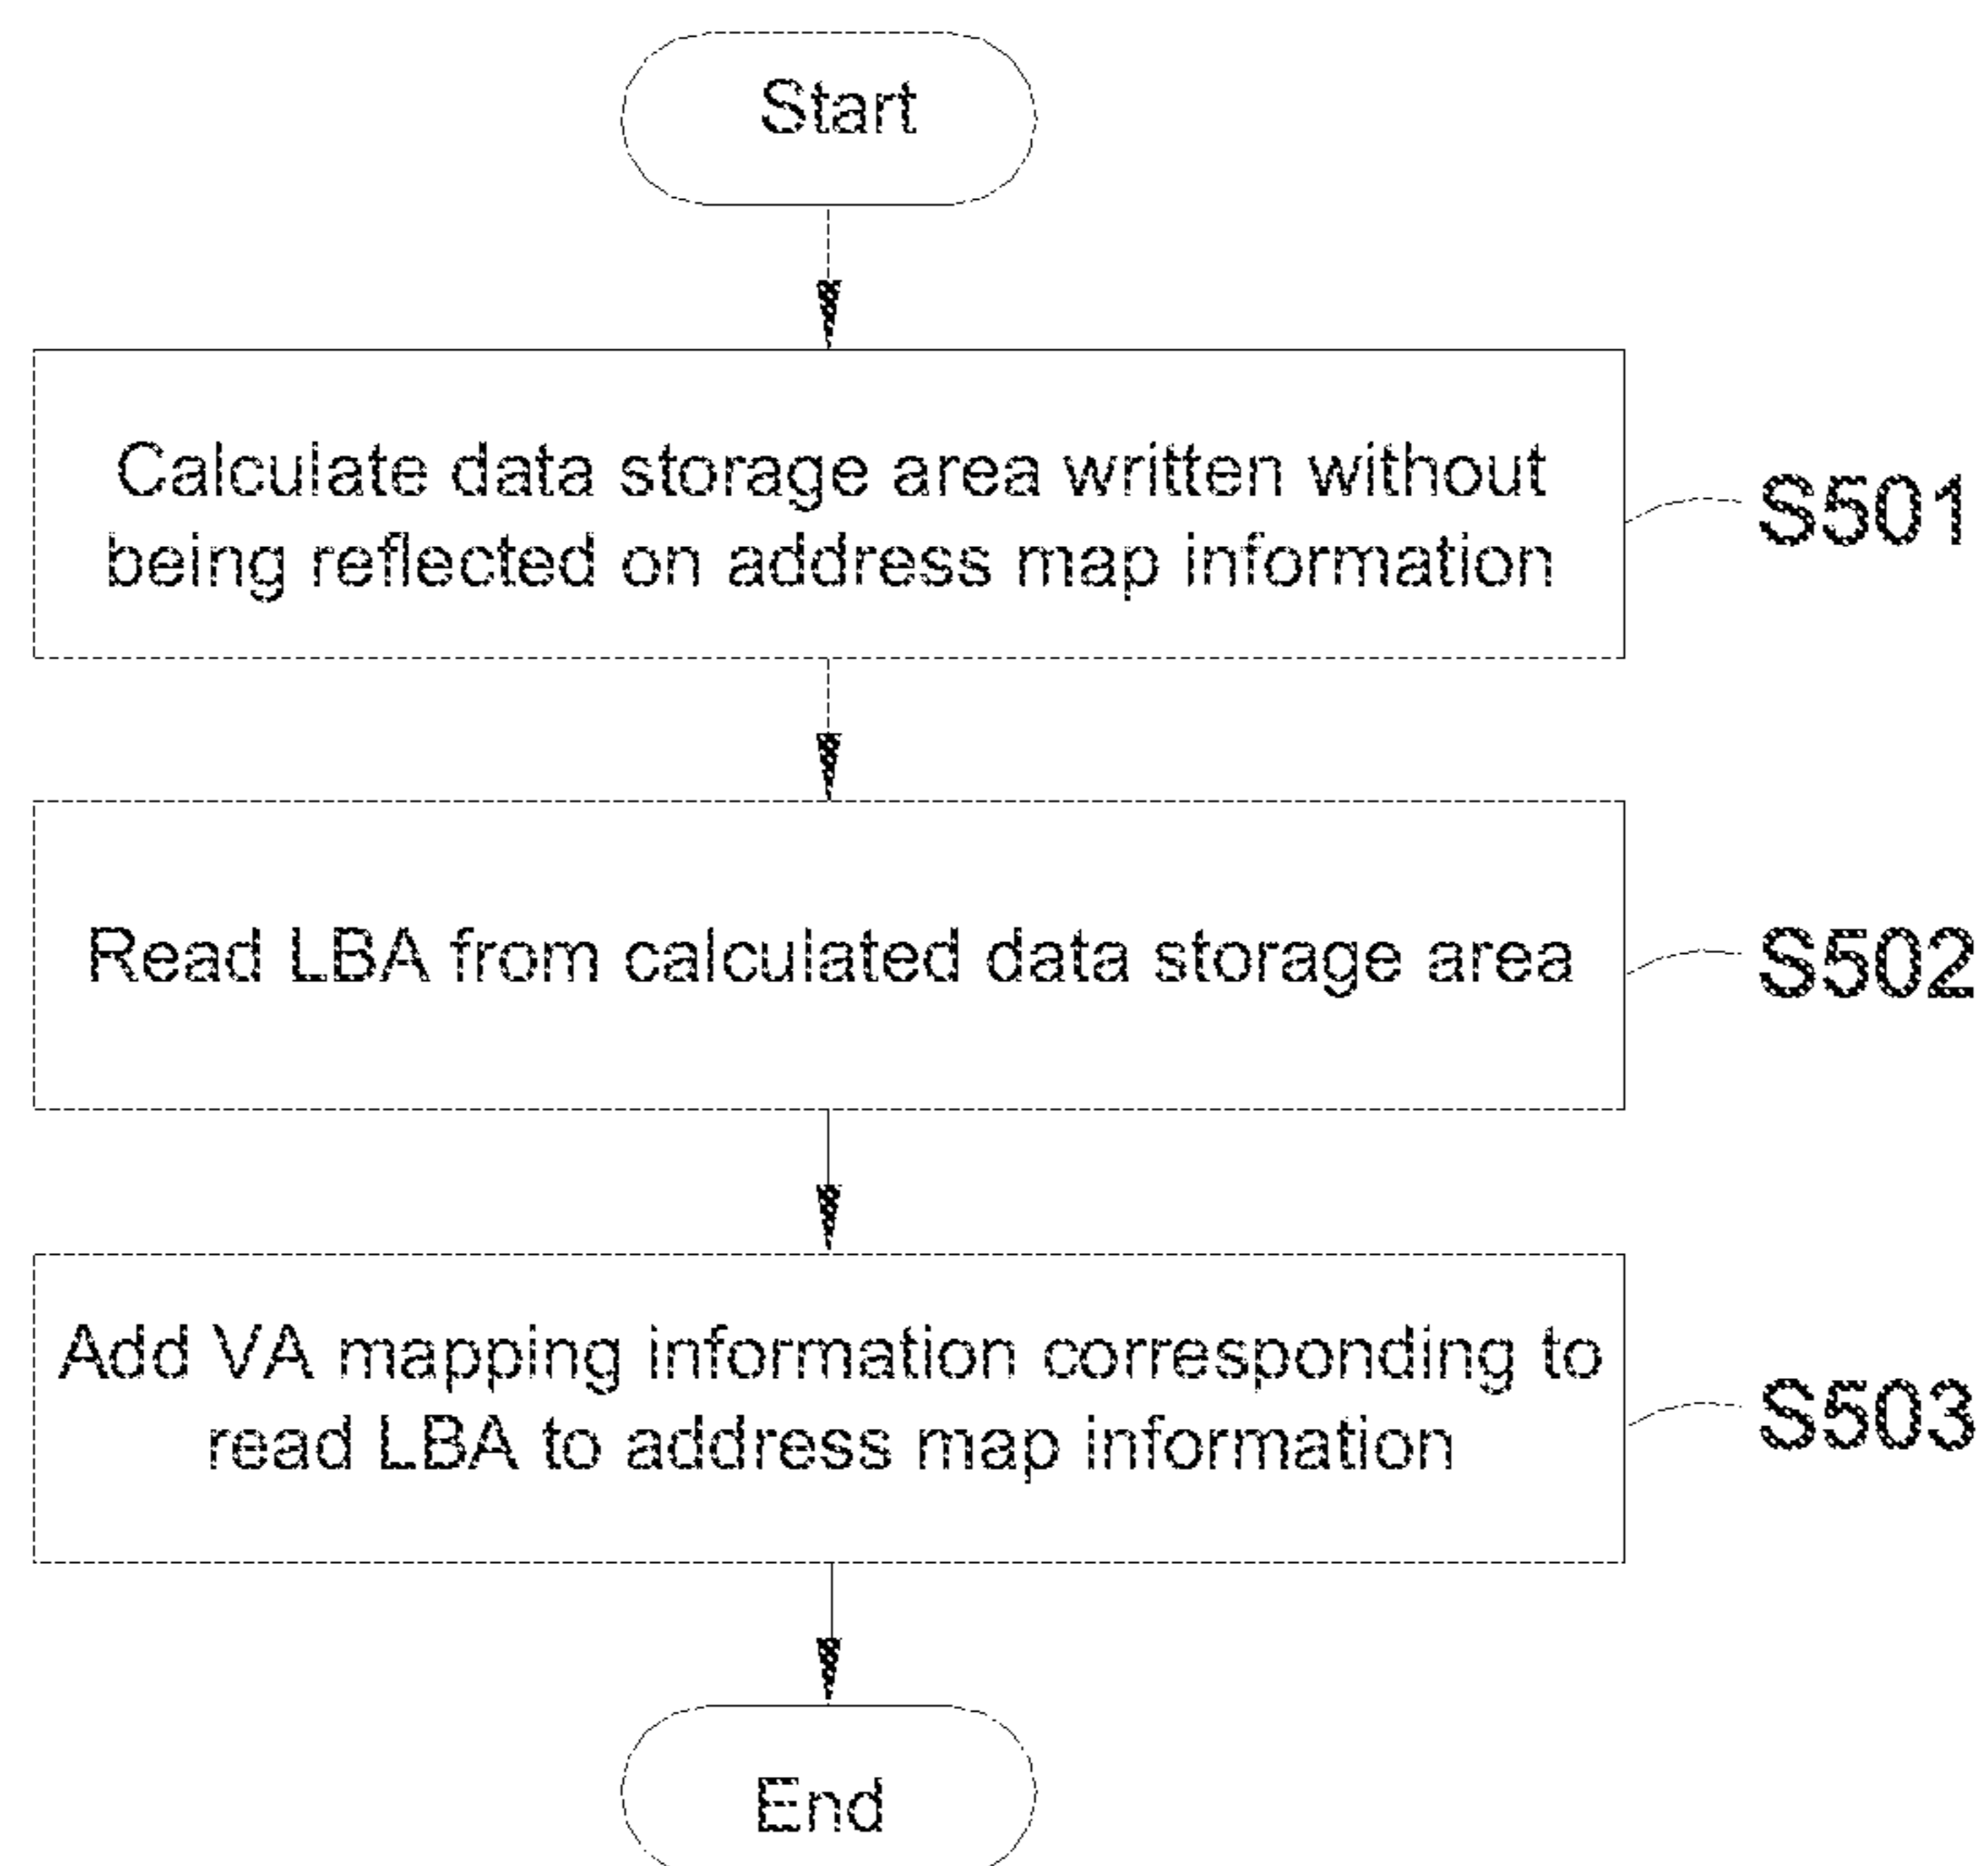 Start
Calculate data storage area written without
being reflected on address map information
S501
Read LBA from calculated data storage area
S502
Add VA mapping information corresponding to
read LBA to address map information
S503
End